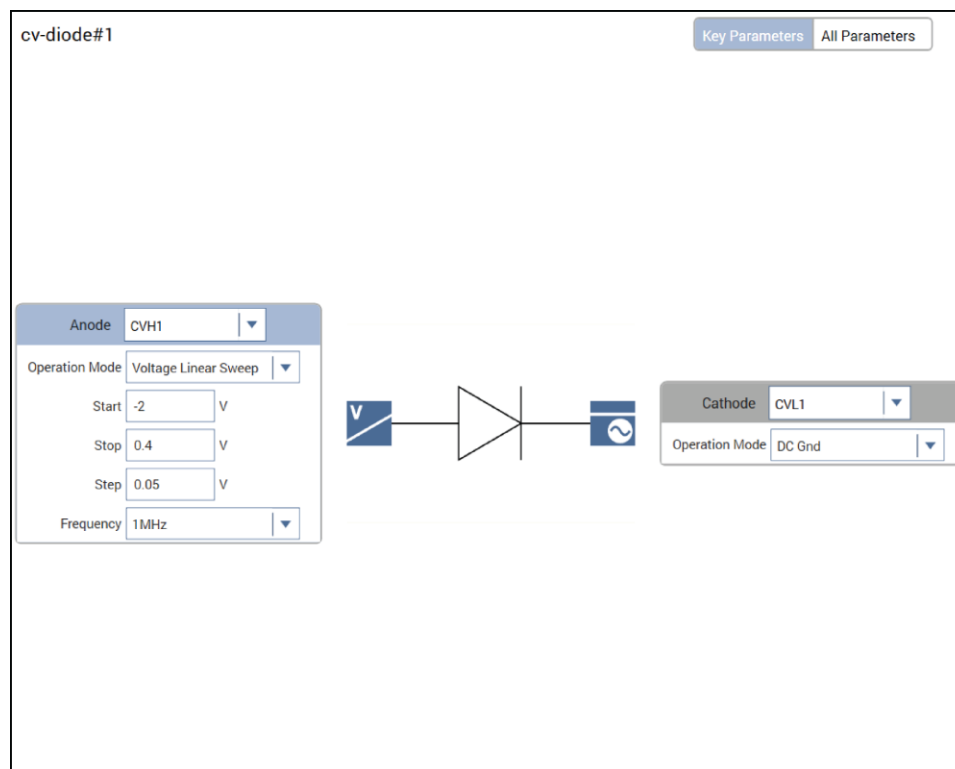 cv-diode#1
Key Parameters All Parameters
Anode CVH1
Operation Mode Voltage Linear Sweep
Start -2 V
Stop 0.4 V
Step 0.05 V
Frequency 1MHz
V
Cathode CVL1
Operation Mode DC Gnd